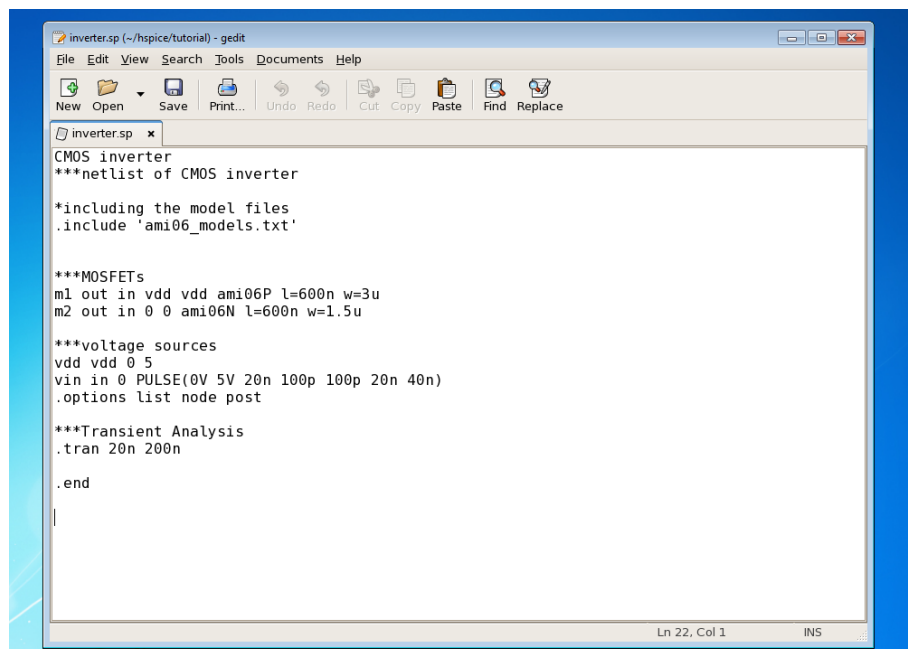 inverter.sp (~/hspice/tutorial) - gedit
File Edit View Search Tools Documents Help
New Open Save Print... Undo Redo Cut Copy Paste Find Replace
inverter.sp x
CMOS inverter
***netlist of CMOS inverter
*including the model files
.include 'ami06_models.txt'
***MOSFETs
m1 out in vdd vdd ami06P l=600n w=3u
m2 out in 0 0 ami06N l=600n w=1.5u
***voltage sources
vdd vdd 0 5
vin in 0 PULSE(0V 5V 20n 100p 100p 20n 40n)
.options list node post
***Transient Analysis
.tran 20n 200n
.end
Ln 22, Col 1 INS